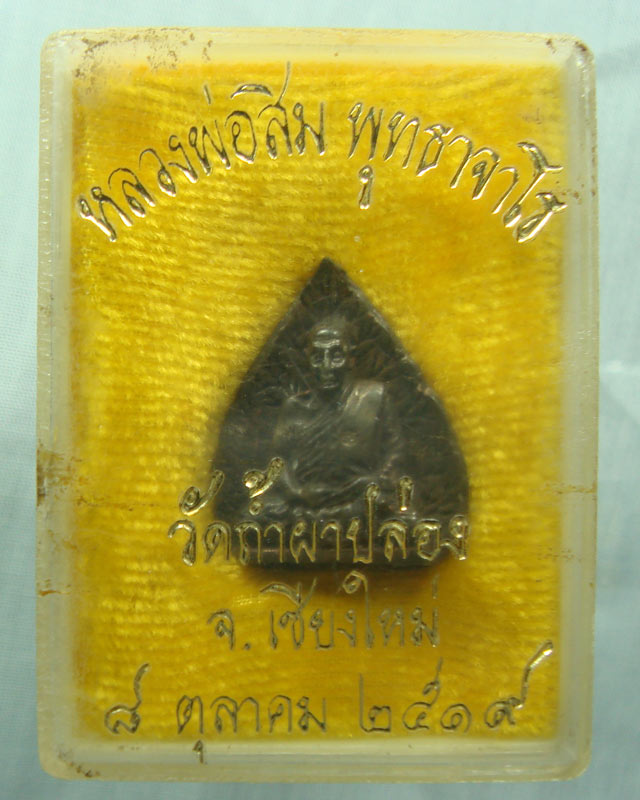 หลวงพ่อสิม พุทธาจาโร
วัดถ้ำผาปล่อง
จ.เชียงใหม่
๘ ตุลาคม ๒๕๑๙